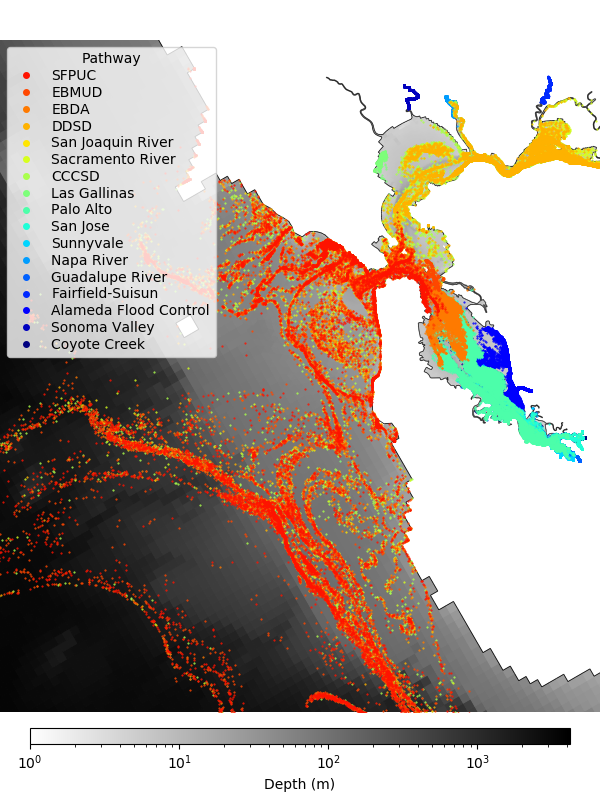 Pathway
SFPUC
EBMUD
EBDA
DDSD
San Joaquin River
Sacramento River
CCCSD
Las Gallinas
Palo Alto
San Jose
Sunnyvale
Napa River
Guadalupe River
Fairfield-Suisun
Alameda Flood Control
Sonoma Valley
Coyote Creek
10⁰ 10¹ 10² 10³
Depth (m)